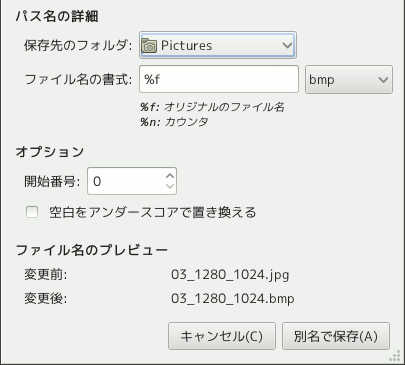 パス名の詳細
保存先のフォルダ: Pictures
ファイル名の書式: %f bmp
%f: オリジナルのファイル名
%n: カウンタ
オプション
開始番号: 0
空白をアンダースコアで置き換える
ファイル名のプレビュー
変更前: 03_1280_1024.jpg
変更後: 03_1280_1024.bmp
キャンセル(C) 別名で保存(A)